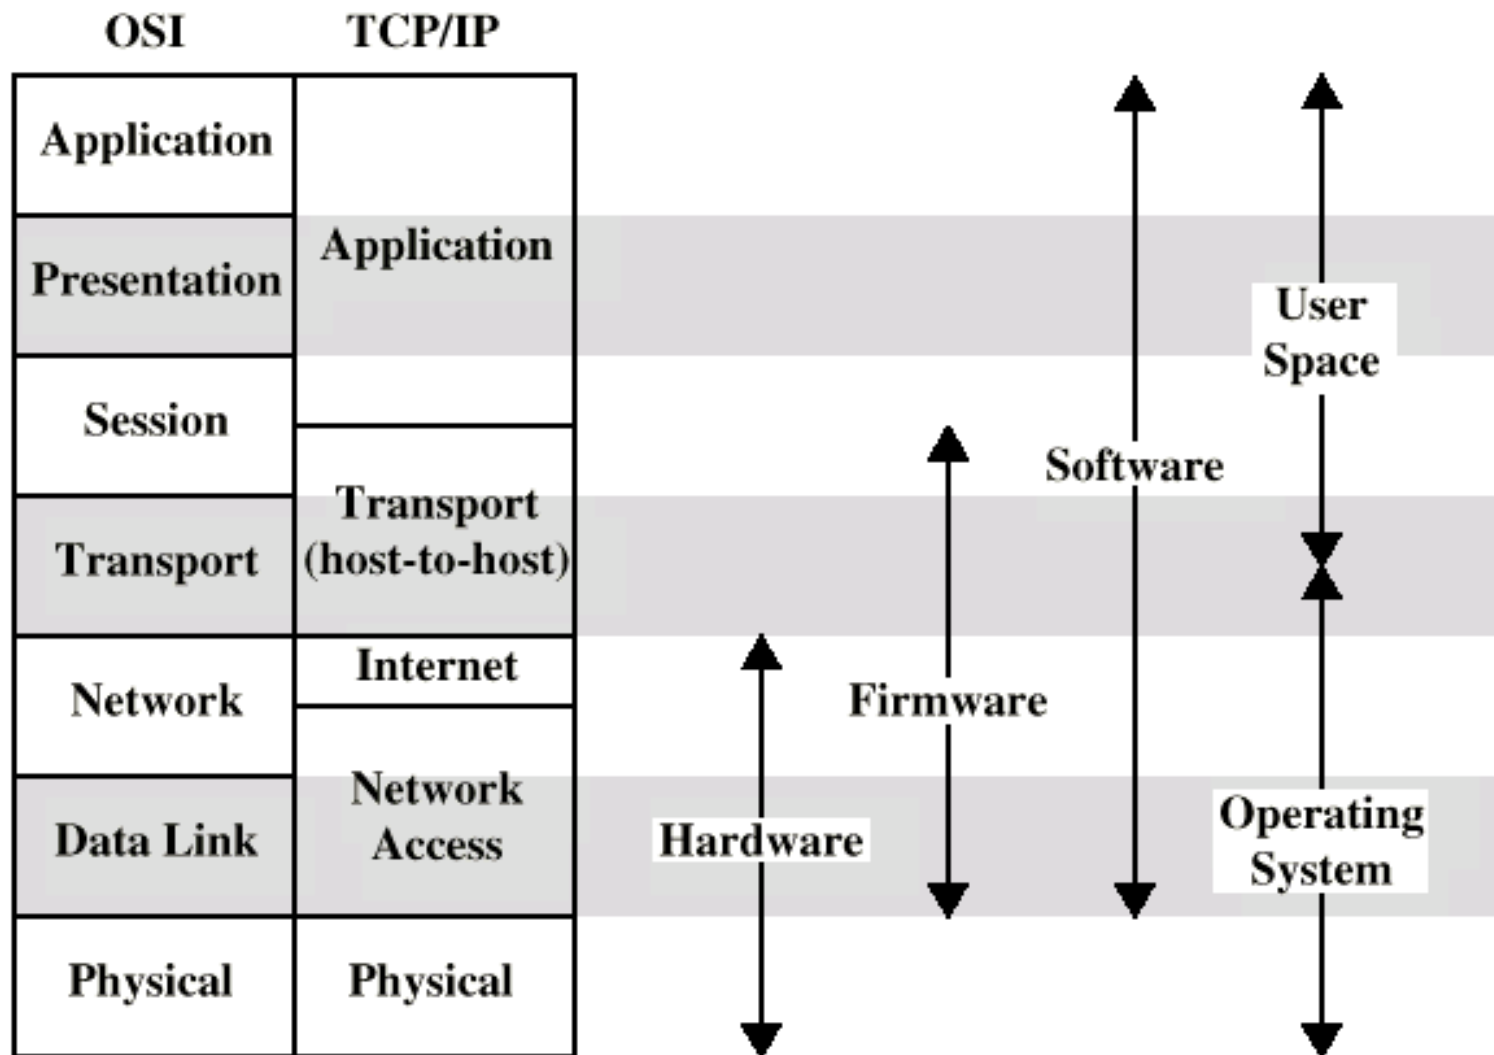 OSI
TCP/IP
Application
Presentation
Session
Transport
Network
Data Link
Physical
Application
Transport
(host-to-host)
Internet
Network
Access
Physical
Hardware
Firmware
Software
User
Space
Operating
System